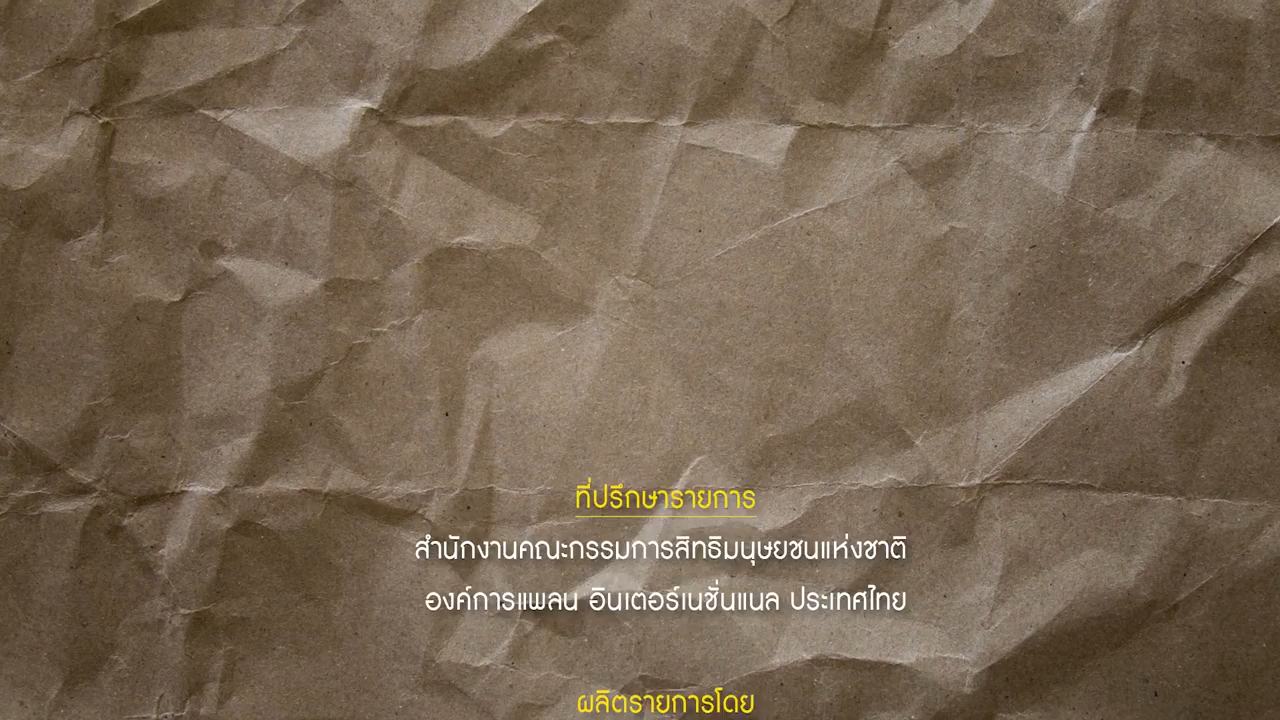 ที่ปรึกษารายการ
สำนักงานคณะกรรมการสิทธิมนุษยชนแห่งชาติ
องค์การแพลน อินเตอร์เนชั่นแนล ประเทศไทย
ผลิตรายการโดย